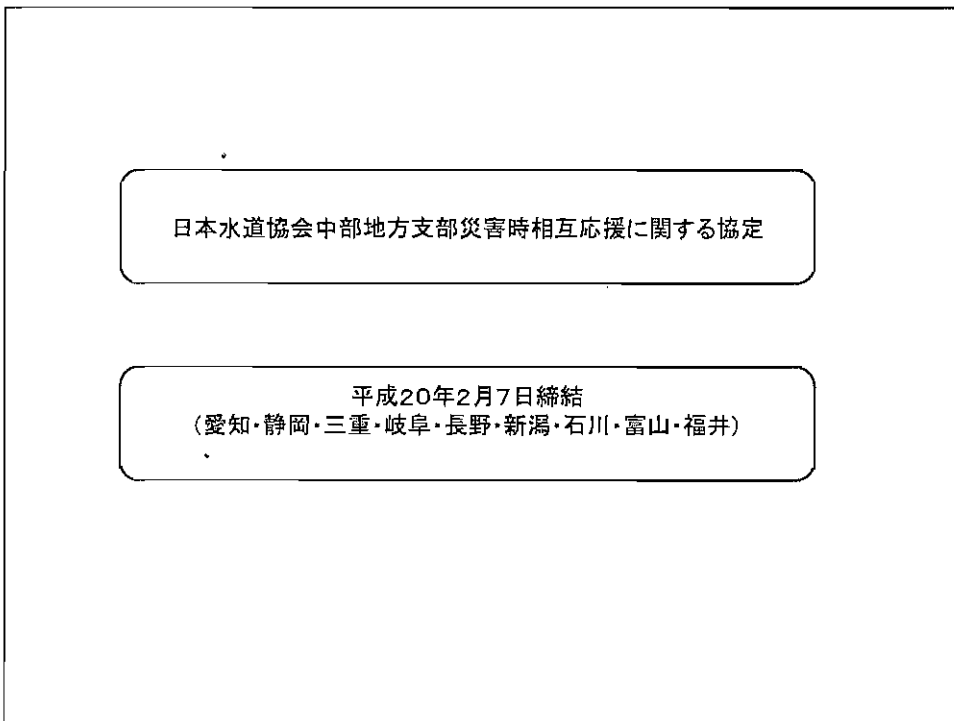 日本水道協会中部地方支部災害時相互応援に関する協定
平成20年2月7日締結
(愛知・静岡・三重・岐阜・長野・新潟・石川・富山・福井)